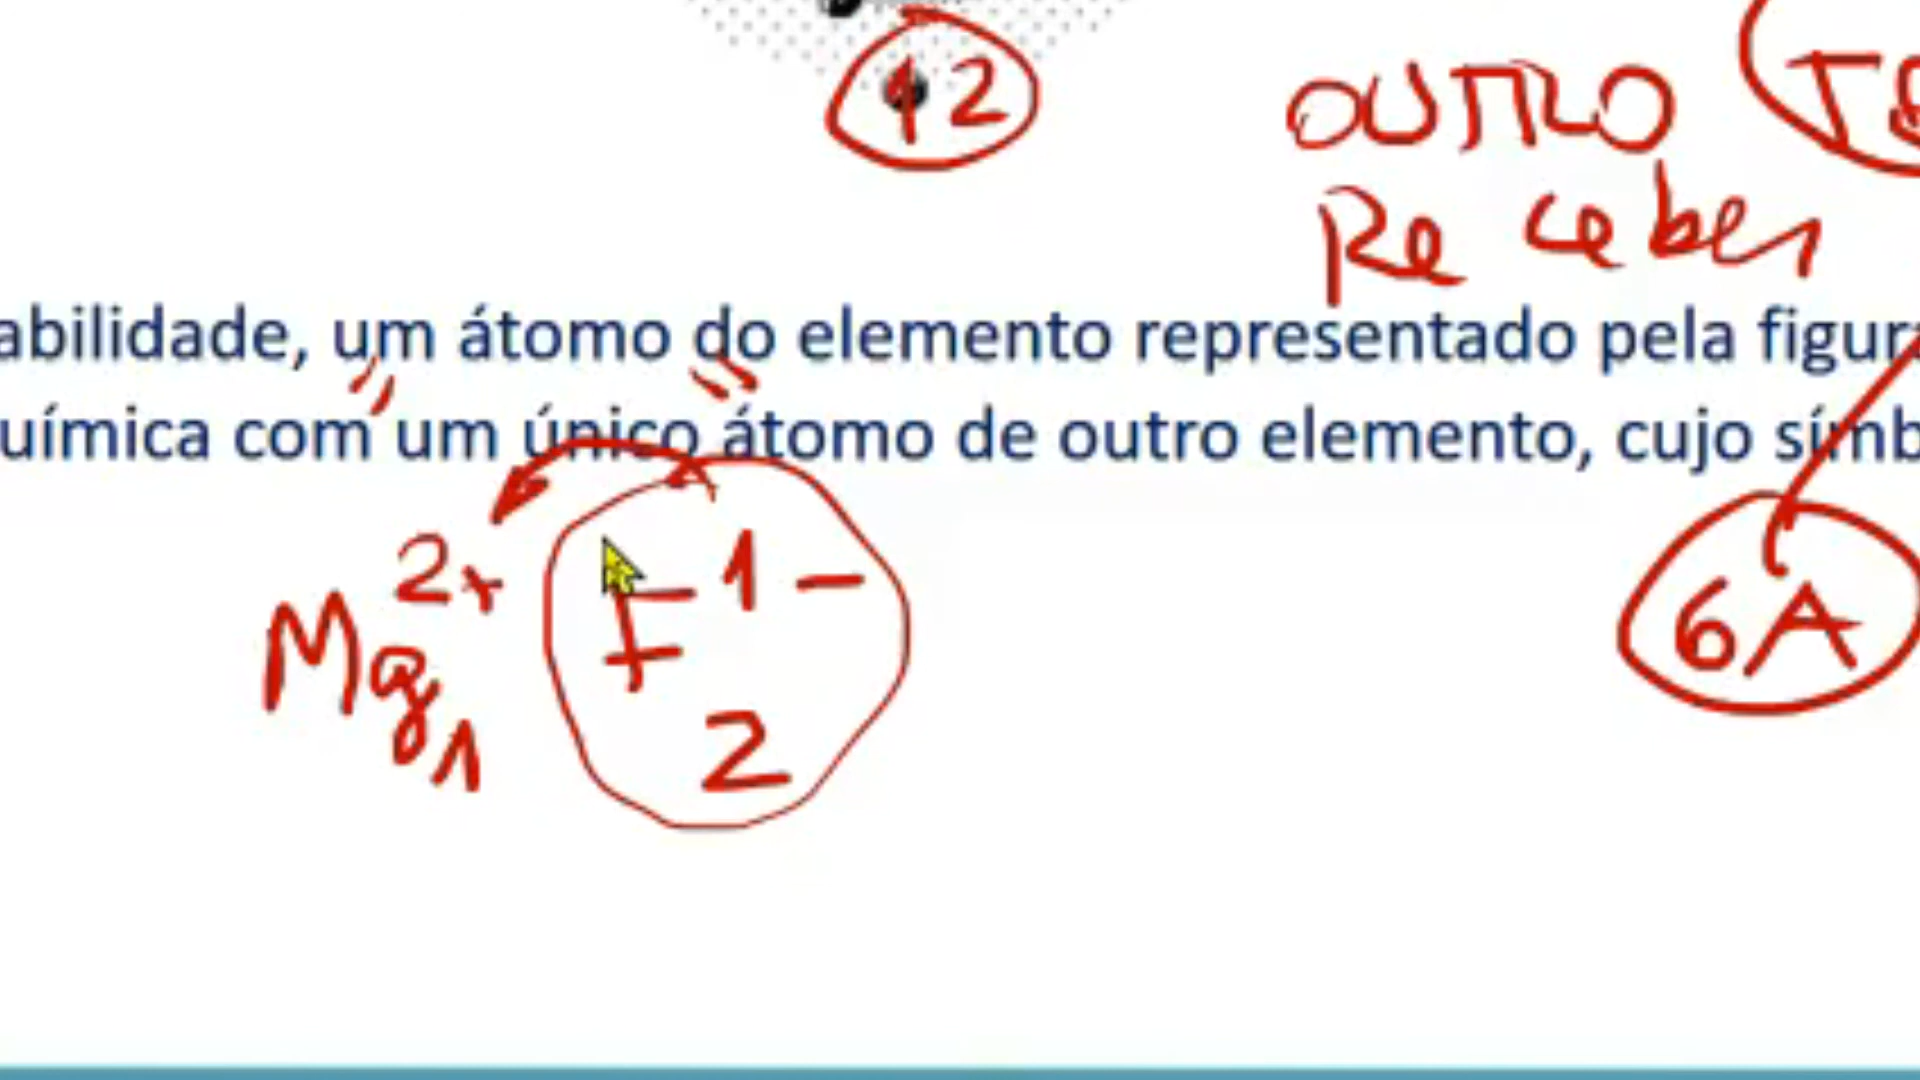 12
OUTRO
Receber
abilidade, um átomo do elemento representado pela figur
uímica com um único átomo de outro elemento, cujo símb
Mg 2+ 1 F 1- 2
6A